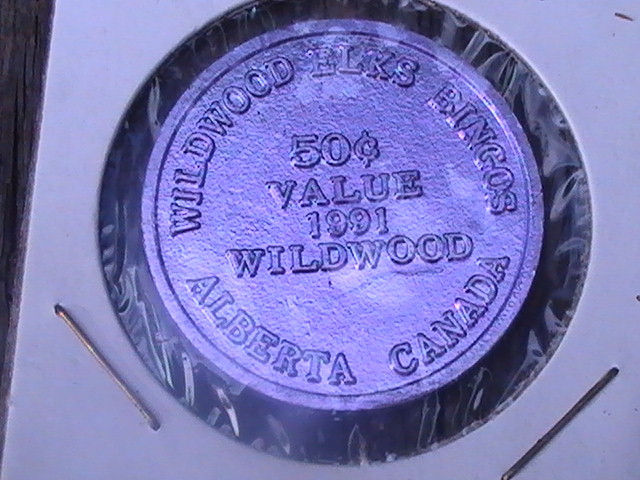 WILDWOOD ELKS BINGOS
50¢
VALUE
1991
WILDWOOD
ALBERTA CANADA